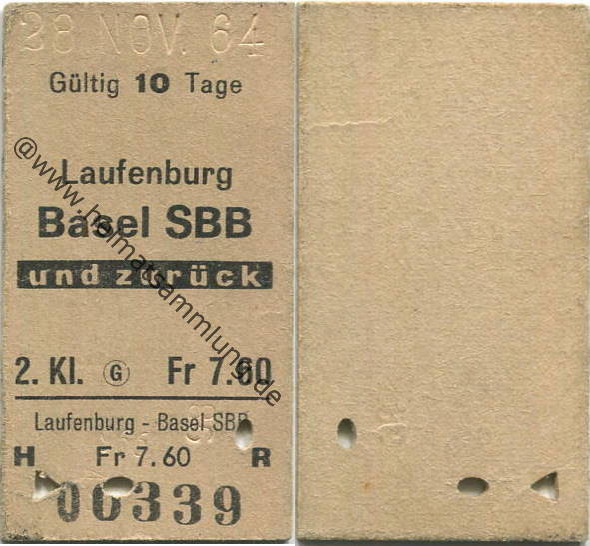 28 NOV. 64
Gültig 10 Tage
Laufenburg
Basel SBB
und zurück
2. Kl. G Fr 7.60
Laufenburg - Basel SBB
H Fr 7.60 R
00339
@www.heimatsammlung.de